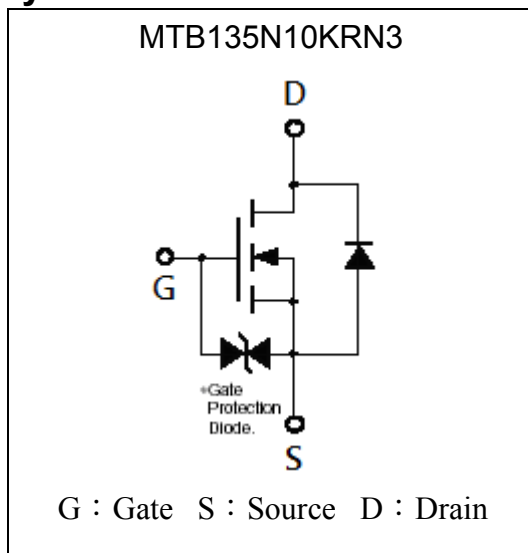 MTB135N10KRN3
D
G
*Gate
Protection
Diode.
S
G：Gate S：Source D：Drain